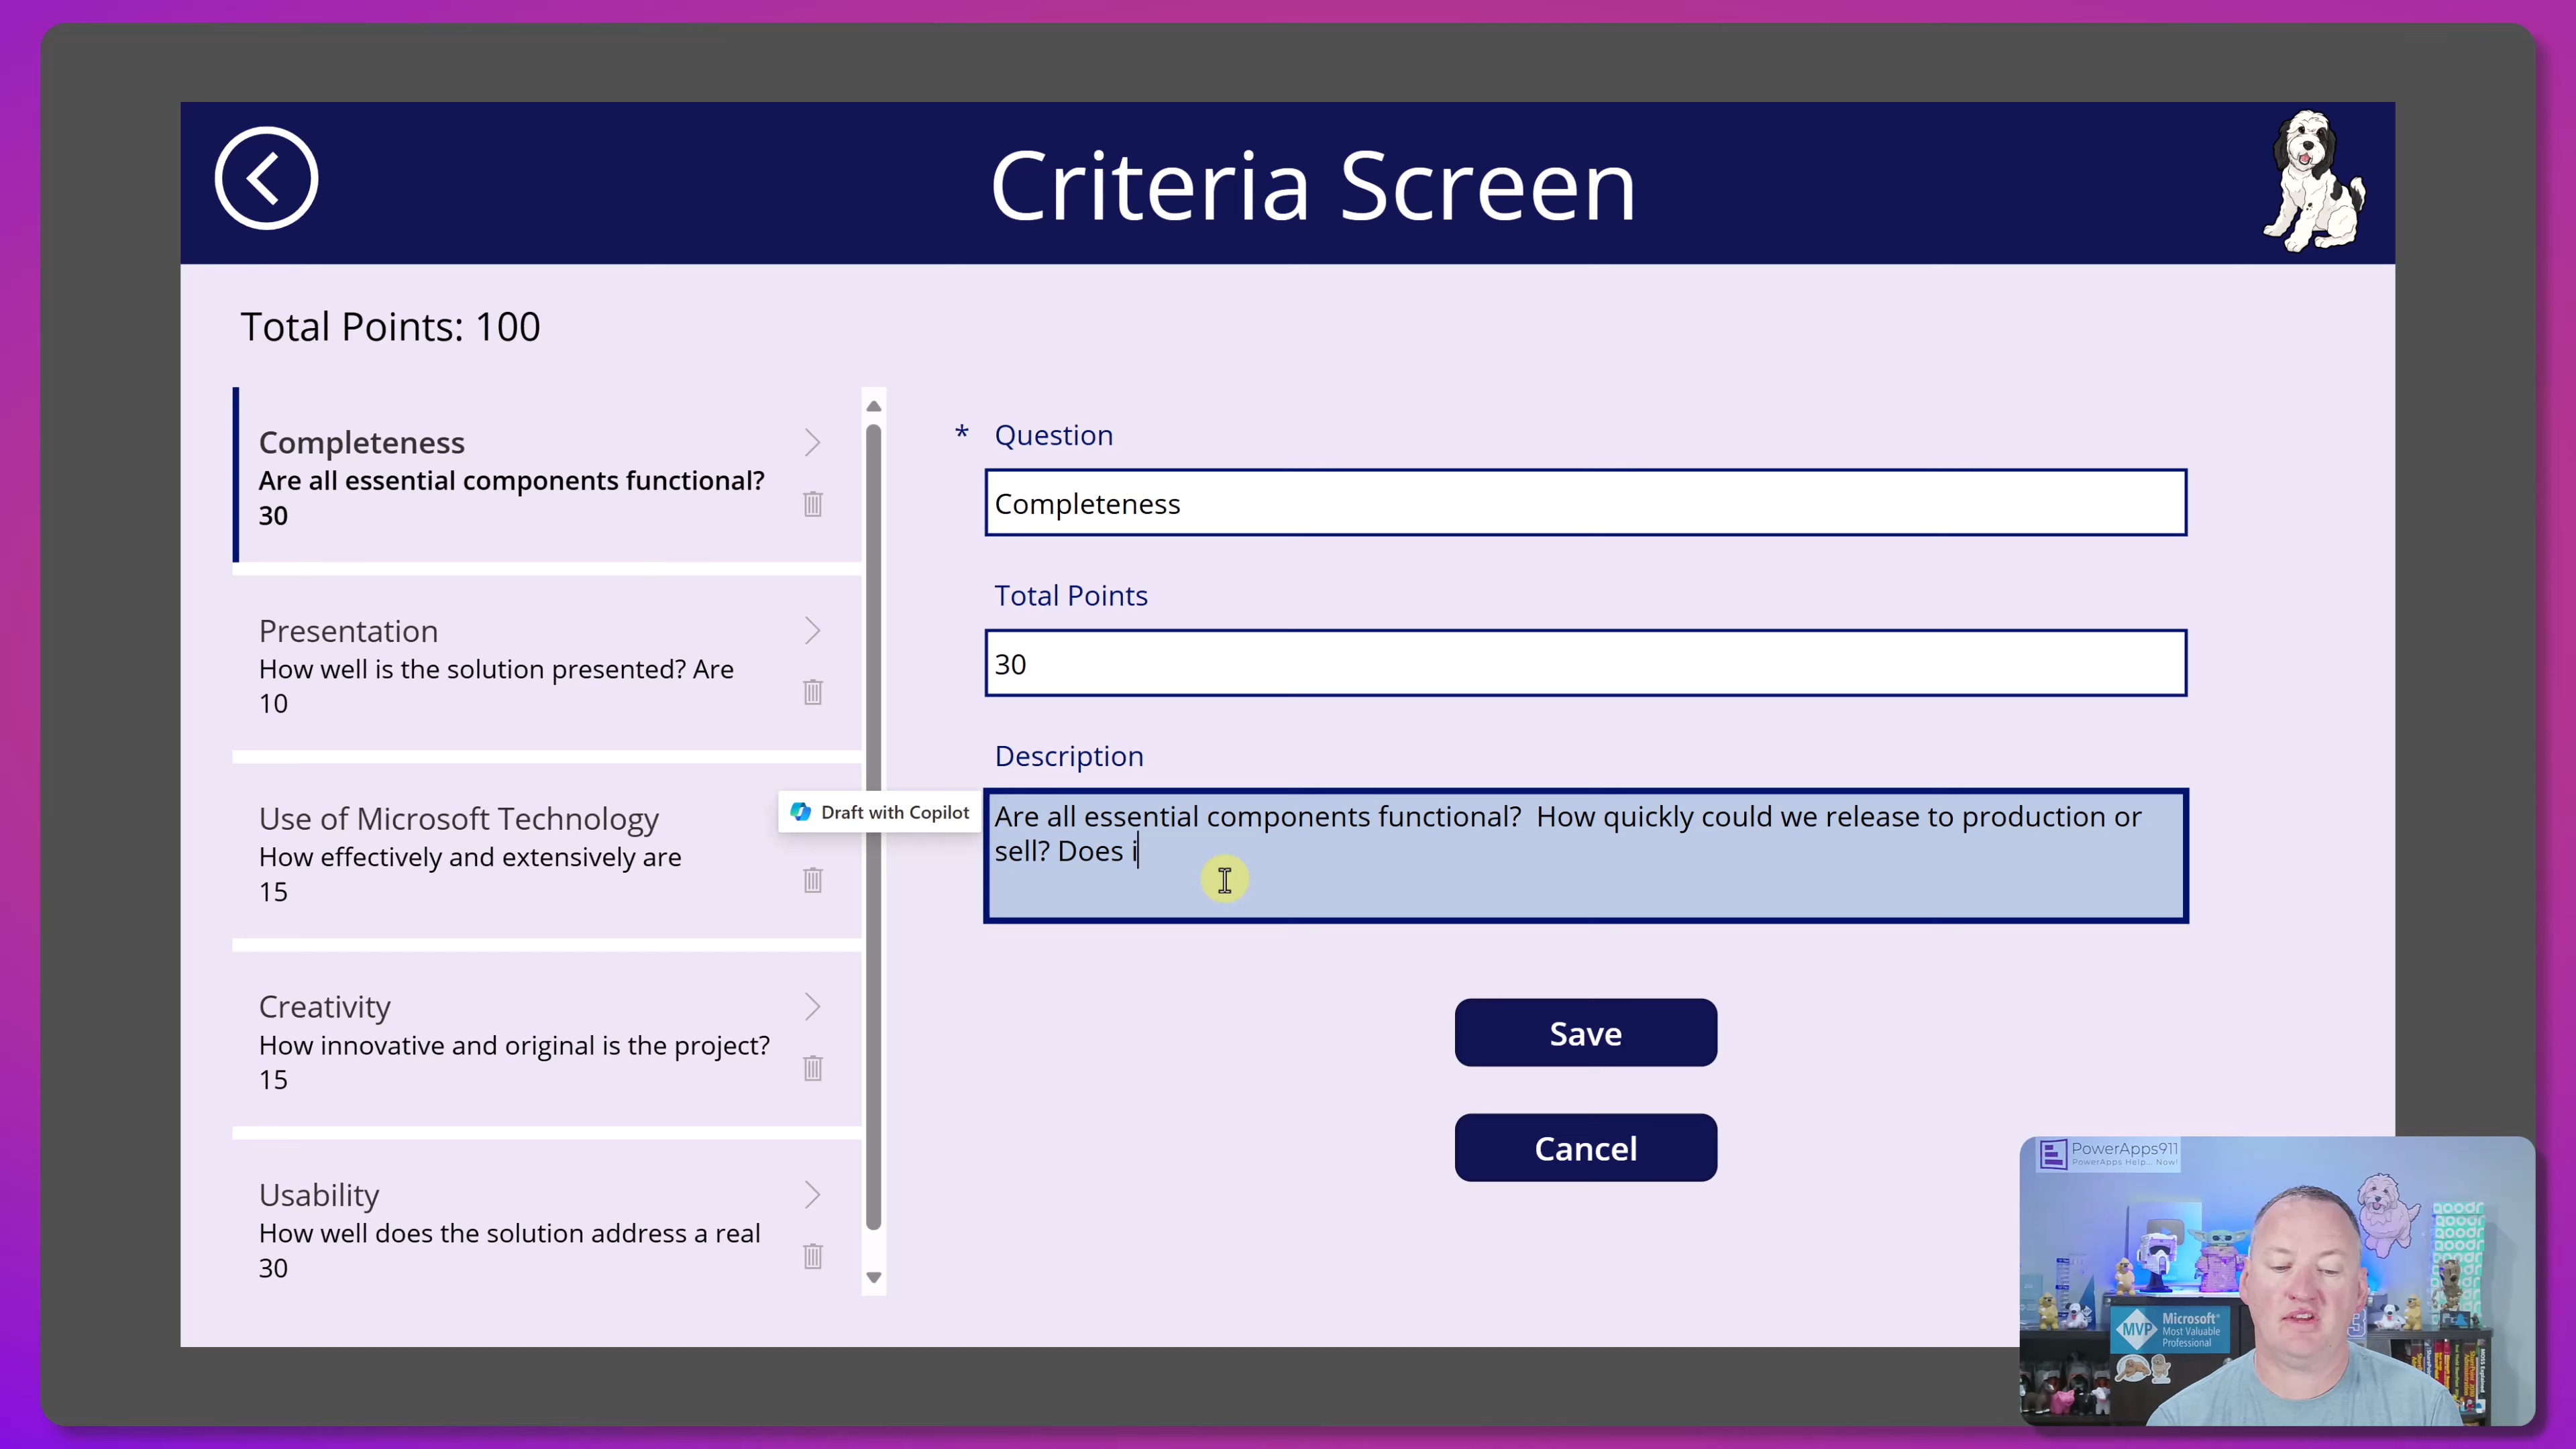 Criteria Screen
Total Points: 100
Completeness
Are all essential components functional?
30
Presentation
How well is the solution presented? Are
10
Use of Microsoft Technology
How effectively and extensively are
15
Creativity
How innovative and original is the project?
15
Usability
How well does the solution address a real
30
* Question
Completeness
Total Points
30
Description
Draft with Copilot
Are all essential components functional?  How quickly could we release to production or
sell? Does i
Save
Cancel
PowerApps911
PowerApps Help... Now!
MVP
Microsoft®
Most Valuable
Professional